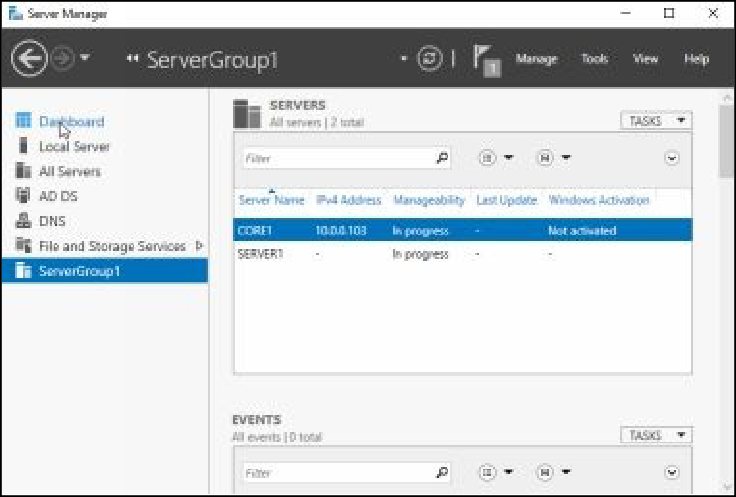 Server Manager
ServerGroup1
1 Manage Tools View Help
Dashboard
Local Server
All Servers
AD DS
DNS
File and Storage Services
ServerGroup1
SERVERS
All servers | 2 total
TASKS
Filter
Server Name IPv4 Address Manageability Last Update Windows Activation
CORE1 10.0.0.103 In progress - Not activated
SERVER1 - In progress - -
EVENTS
All events | 0 total
TASKS
Filter